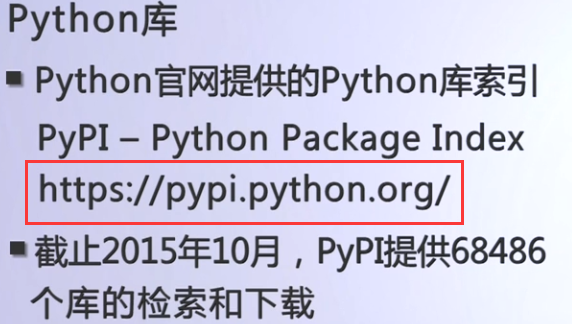 Python库
Python官网提供的Python库索引
PyPI – Python Package Index
https://pypi.python.org/
截止2015年10月，PyPI提供68486
个库的检索和下载